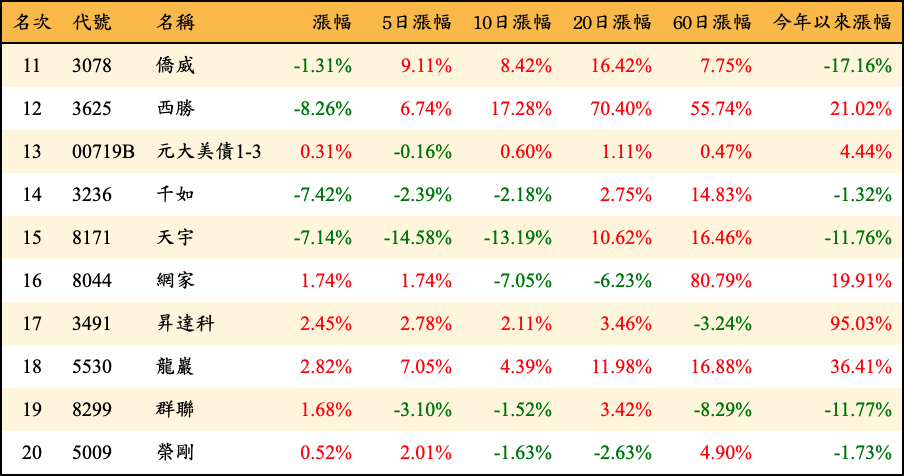 名次 代號 名稱 漲幅 5日漲幅 10日漲幅 20日漲幅 60日漲幅 今年以來漲幅
11 3078 僑威 -1.31% 9.11% 8.42% 16.42% 7.75% -17.16%
12 3625 西勝 -8.26% 6.74% 17.28% 70.40% 55.74% 21.02%
13 00719B 元大美債1-3 0.31% -0.16% 0.60% 1.11% 0.47% 4.44%
14 3236 千如 -7.42% -2.39% -2.18% 2.75% 14.83% -1.32%
15 8171 天宇 -7.14% -14.58% -13.19% 10.62% 16.46% -11.76%
16 8044 網家 1.74% 1.74% -7.05% -6.23% 80.79% 19.91%
17 3491 昇達科 2.45% 2.78% 2.11% 3.46% -3.24% 95.03%
18 5530 龍巖 2.82% 7.05% 4.39% 11.98% 16.88% 36.41%
19 8299 群聯 1.68% -3.10% -1.52% 3.42% -8.29% -11.77%
20 5009 榮剛 0.52% 2.01% -1.63% -2.63% 4.90% -1.73%